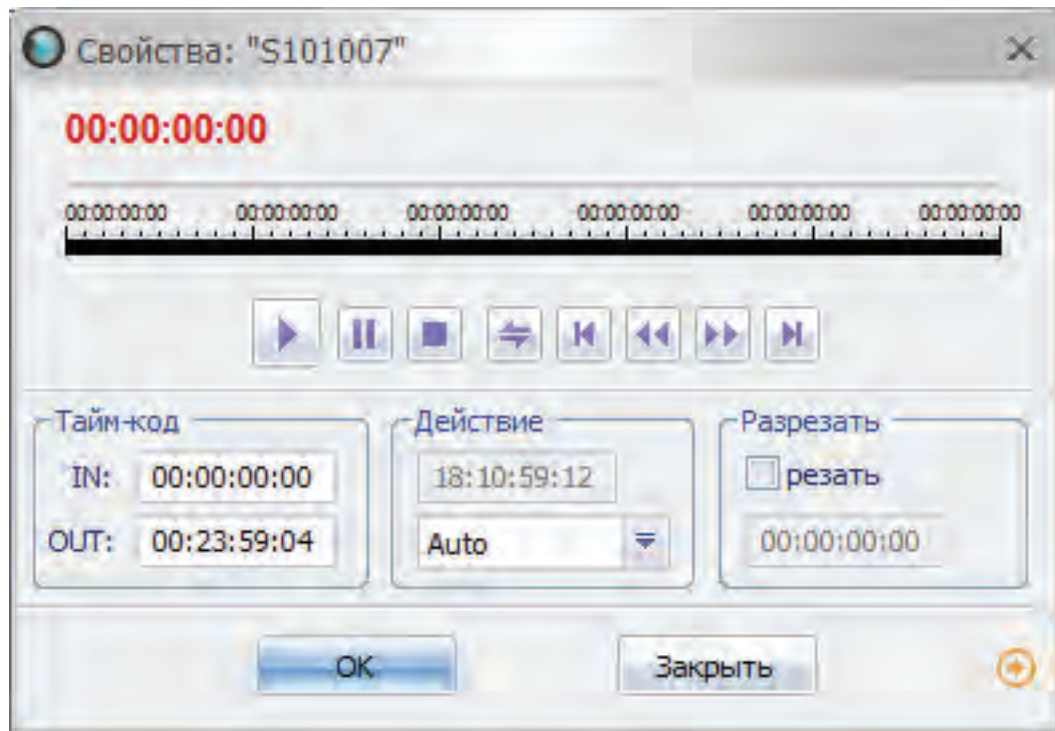 Свойства: "S101007"
00:00:00:00
00:00:00:00 00:00:00:00 00:00:00:00 00:00:00:00 00:00:00:00 00:00:00:00
Тайм-код Действие Разрезать
IN: 00:00:00:00 18:10:59:12 резать
OUT: 00:23:59:04 Auto 00:00:00:00
OK Закрыть